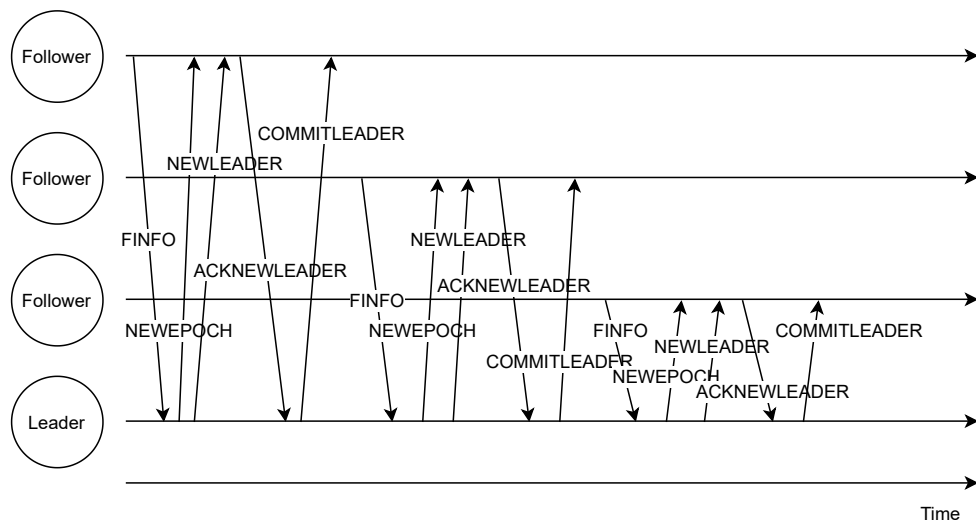 Follower
COMMITLEADER
NEWLEADER
Follower
FINFO
NEWLEADER
ACKNEWLEADER
ACKNEWLEADER
Follower
FINFO
NEWEPOCH
NEWEPOCH
FINFO
COMMITLEADER
NEWLEADER
COMMITLEADER
NEWEPOCH
ACKNEWLEADER
Leader
Time